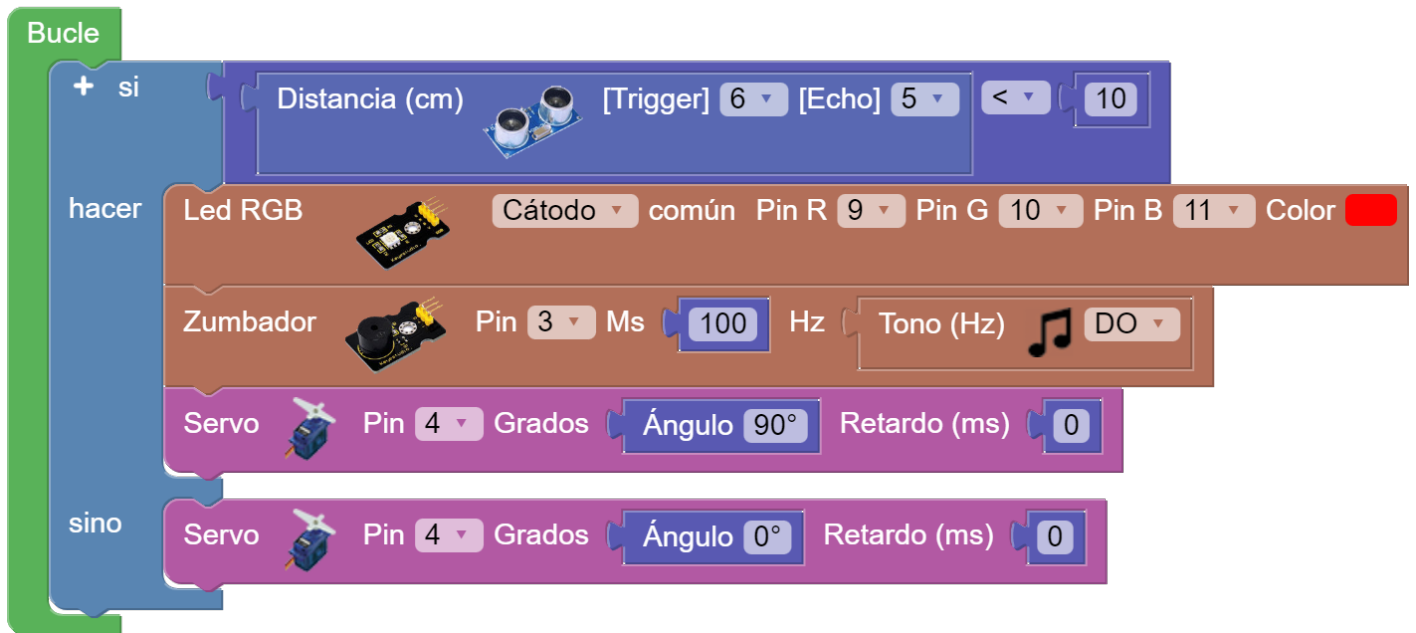 Bucle
+ si Distancia (cm) [Trigger] 6 [Echo] 5 < 10
hacer Led RGB Cátodo común Pin R 9 Pin G 10 Pin B 11 Color
Zumbador Pin 3 Ms 100 Hz Tono (Hz) DO
Servo Pin 4 Grados Ángulo 90° Retardo (ms) 0
sino Servo Pin 4 Grados Ángulo 0° Retardo (ms) 0